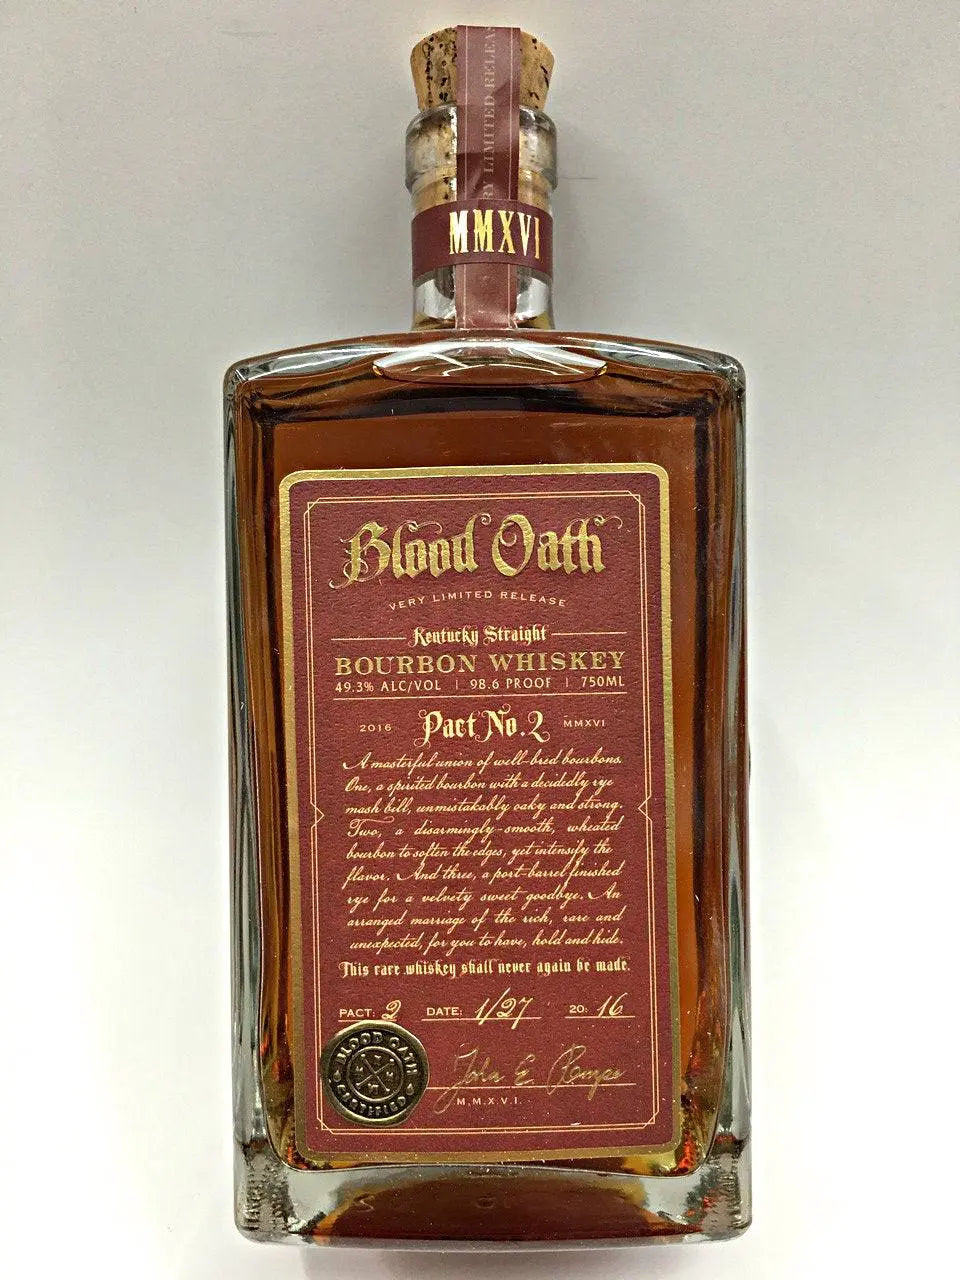 RY LIMITED RELEA
MMXVI
Blood Oath
VERY LIMITED RELEASE
Kentucky Straight
BOURBON WHISKEY
49.3% ALC/VOL | 98.6 PROOF | 750ML
2016 Pact No. 2 MMXVI
A masterful union of well-bred bourbons.
One, a spirited bourbon with a decidedly rye
mash bill, unmistakably oaky and strong.
Two, a disarmingly-smooth, wheated
bourbon to soften the edges, yet intensify the
flavor. And three, a port-barrel finished
rye for a velvety sweet goodbye. An
arranged marriage of the rich, rare and
unexpected, for you to have, hold and hide.
This rare whiskey shall never again be made.
PACT: 2 DATE: 1/27 20: 16
BLOOD OATH
CERTIFIED
John E Rempe
M.M.X.V.I.